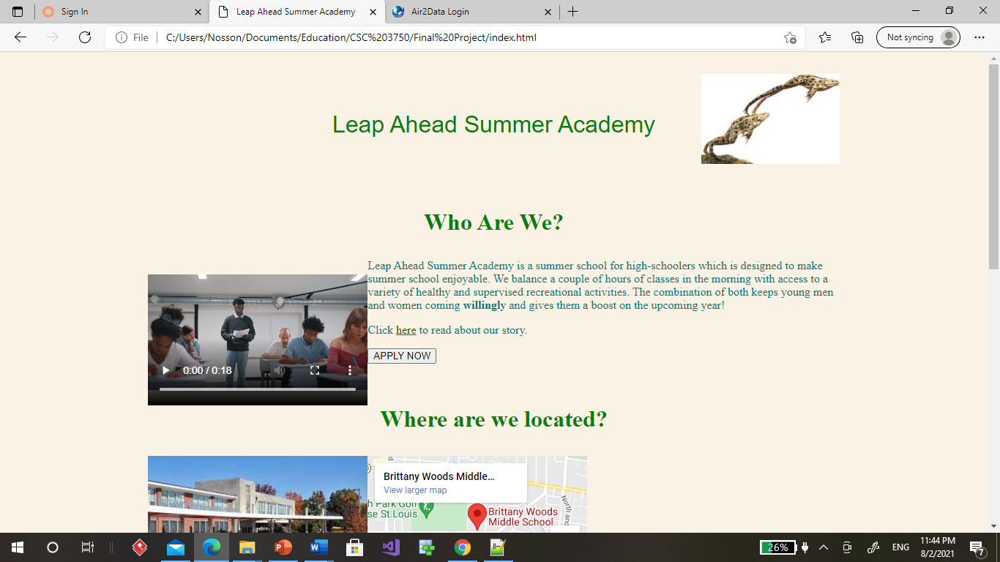 Sign In
Leap Ahead Summer Academy
Air2Data Login
File
C:/Users/Nosson/Documents/Education/CSC%203750/Final%20Project/index.html
Not syncing
Leap Ahead Summer Academy
Who Are We?
Leap Ahead Summer Academy is a summer school for high-schoolers which is designed to make
summer school enjoyable. We balance a couple of hours of classes in the morning with access to a
variety of healthy and supervised recreational activities. The combination of both keeps young men
and women coming willingly and gives them a boost on the upcoming year!
Click here to read about our story.
APPLY NOW
0:00 / 0:18
Where are we located?
Brittany Woods Middle...
View larger map
Park Golf
se St.Louis
Brittany Woods
Middle School
North and
26%
ENG
11:44 PM
8/2/2021
7